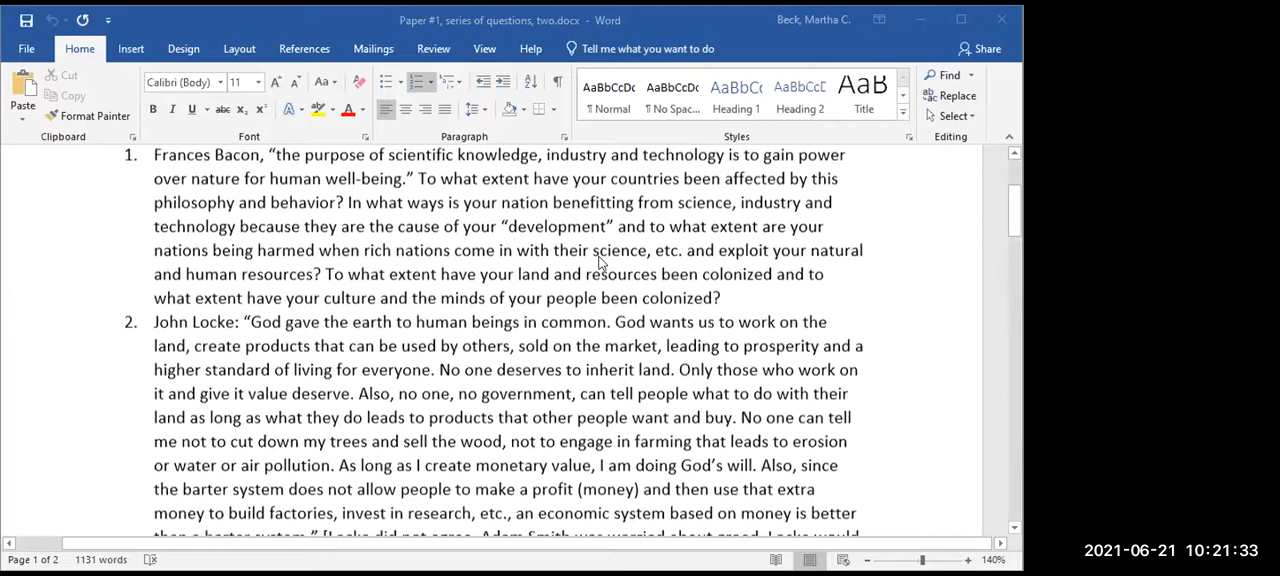 Paper #1, series of questions, two.docx - Word
Beck, Martha C.
File Home Insert Design Layout References Mailings Review View Help Tell me what you want to do Share
Paste
Cut
Copy
Format Painter
Clipboard
Calibri (Body) 11
Font
Paragraph
AaBbCcDc AaBbCcDc AaBbCc AaBbCcD AaB
¶ Normal ¶ No Spac... Heading 1 Heading 2 Title
Styles
Find
Replace
Select
Editing
1. Frances Bacon, “the purpose of scientific knowledge, industry and technology is to gain power
over nature for human well-being.” To what extent have your countries been affected by this
philosophy and behavior? In what ways is your nation benefitting from science, industry and
technology because they are the cause of your “development” and to what extent are your
nations being harmed when rich nations come in with their science, etc. and exploit your natural
and human resources? To what extent have your land and resources been colonized and to
what extent have your culture and the minds of your people been colonized?
2. John Locke: “God gave the earth to human beings in common. God wants us to work on the
land, create products that can be used by others, sold on the market, leading to prosperity and a
higher standard of living for everyone. No one deserves to inherit land. Only those who work on
it and give it value deserve. Also, no one, no government, can tell people what to do with their
land as long as what they do leads to products that other people want and buy. No one can tell
me not to cut down my trees and sell the wood, not to engage in farming that leads to erosion
or water or air pollution. As long as I create monetary value, I am doing God’s will. Also, since
the barter system does not allow people to make a profit (money) and then use that extra
money to build factories, invest in research, etc., an economic system based on money is better
than a barter system.” [Locke did not agree. Adam Smith was worried about greed. Locke would
Page 1 of 2 1131 words
140%
2021-06-21 10:21:33